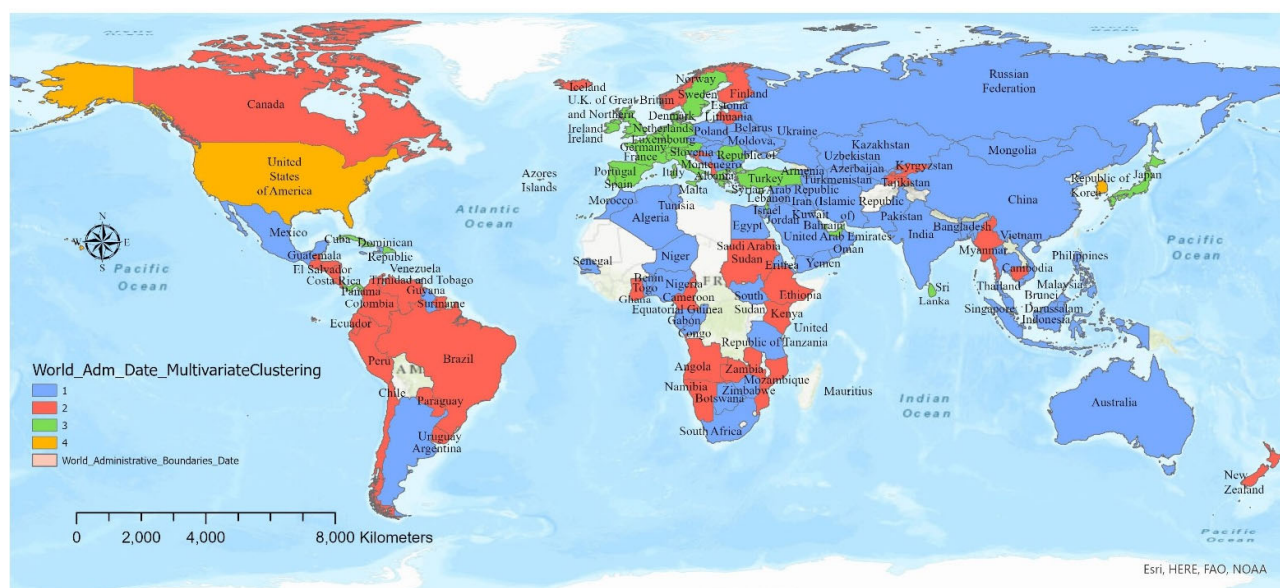 Arctic
Ocean
Arctic
Ocean
Iceland
Norway
Sweden
Finland
Russian
Federation
Canada
U.K. of Great Britain
and Northern
Ireland
Ireland
Estonia
Lithuania
Denmark
Netherlands
Luxembourg
Poland
Belarus
Moldova,
Ukraine
Germany
France
Slovenia
Republic of
Montenegro
Kazakhstan
Uzbekistan
Azerbaijan
Mongolia
Kyrgyzstan
United
States
of America
Azores
Islands
Portugal
Spain
Italy
Albania
Armenia
Turkey
Turkmenistan
Tajikistan
Republic of
Korea
Japan
Malta
Syrian Arab Republic
Lebanon
Israel
Jordan
Iran (Islamic Republic
of)
Kuwait
China
Morocco
Tunisia
Algeria
Egypt
Bahrain
Pakistan
United Arab Emirates
Oman
India
Bangladesh
Vietnam
Myanmar
Atlantic
Ocean
Pacific
Ocean
Pacific
Ocean
N
W
E
S
Mexico
Cuba
Dominican
Republic
Guatemala
El Salvador
Costa Rica
Panama
Venezuela
Trinidad and Tobago
Guyana
Colombia
Suriname
Ecuador
Senegal
Niger
Saudi Arabia
Sudan
Eritrea
Yemen
Benin
Togo
Ghana
Nigeria
Cameroon
Equatorial Guinea
Gabon
Congo
South
Sudan
Ethiopia
Kenya
United
Republic of Tanzania
Sri
Lanka
Thailand
Cambodia
Philippines
Malaysia
Brunei
Darussalam
Singapore
Indonesia
Peru
Brazil
AM
FR
Chile
Paraguay
Uruguay
Argentina
Angola
Zambia
Mozambique
Namibia
Zimbabwe
Botswana
South Africa
Mauritius
Indian
Ocean
Australia
New
Zealand
Pacific
Ocean
World_Adm_Date_MultivariateClustering
1
2
3
4
World_Administrative_Boundaries_Date
0 2,000 4,000 8,000 Kilometers
Esri, HERE, FAO, NOAA